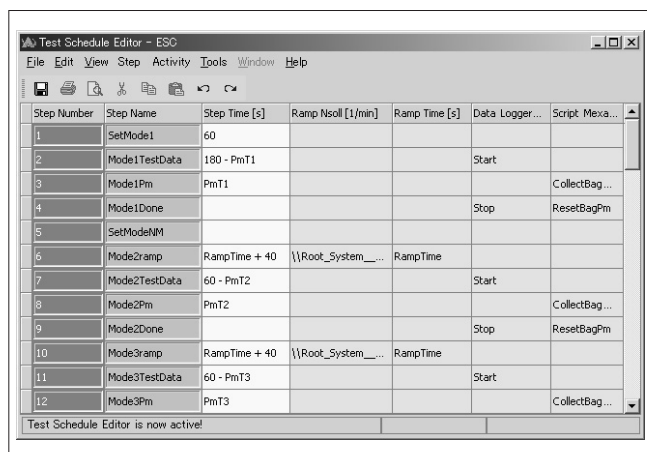 Test Schedule Editor - ESC
File Edit View Step Activity Tools Window Help
Step Number Step Name Step Time [s] Ramp Nsoll [1/min] Ramp Time [s] Data Logger... Script Mexa...
1 SetMode1 60
2 Mode1TestData 180 - PmT1 Start
3 Mode1Pm PmT1 CollectBag...
4 Mode1Done Stop ResetBagPm
5 SetModeNM
6 Mode2ramp RampTime + 40 \\Root_System__... RampTime
7 Mode2TestData 60 - PmT2 Start
8 Mode2Pm PmT2 CollectBag...
9 Mode2Done Stop ResetBagPm
10 Mode3ramp RampTime + 40 \\Root_System__... RampTime
11 Mode3TestData 60 - PmT3 Start
12 Mode3Pm PmT3 CollectBag...
Test Schedule Editor is now active!